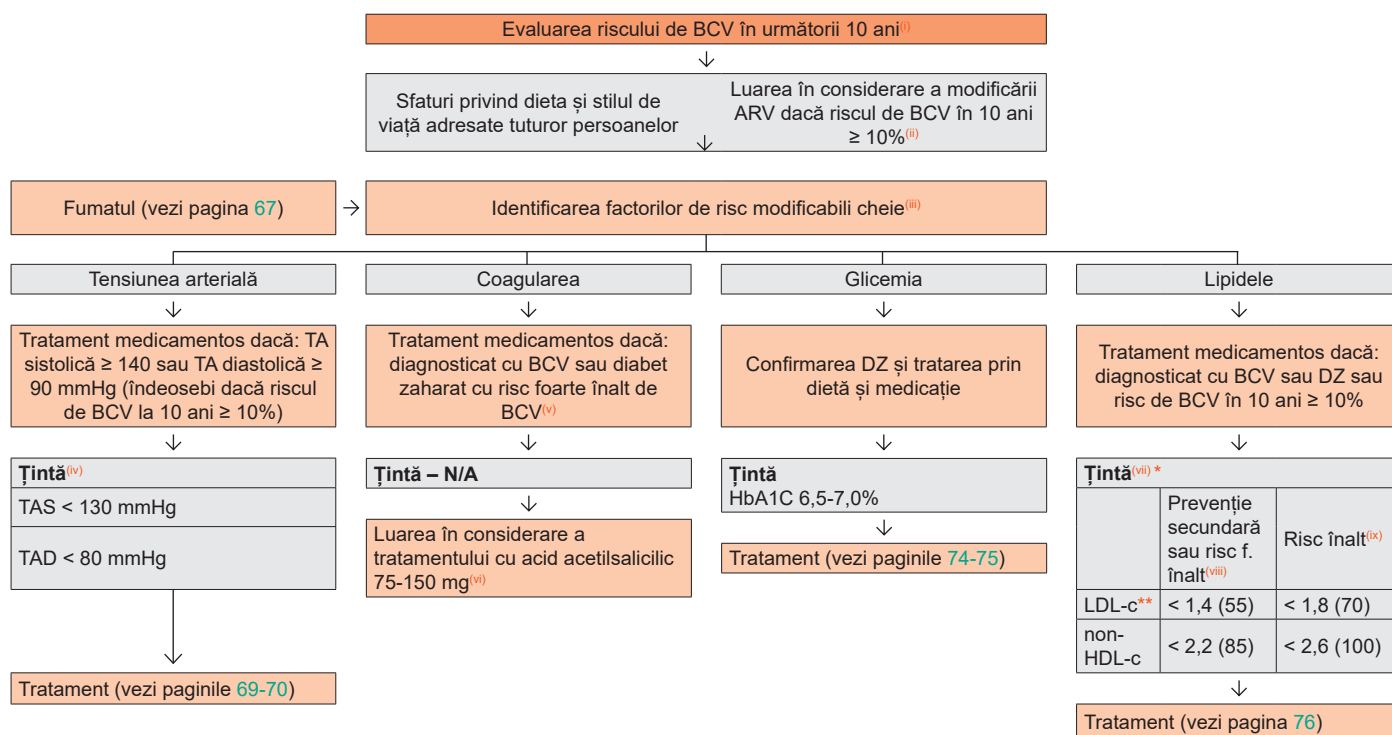 Evaluarea riscului de BCV în următorii 10 ani(i)
Sfaturi privind dieta și stilul de
viață adresate tuturor persoanelor
Luarea în considerare a modificării
ARV dacă riscul de BCV în 10 ani
≥ 10%(ii)
Fumatul (vezi pagina 67)
Identificarea factorilor de risc modificabili cheie(iii)
Tensiunea arterială
Tratament medicamentos dacă: TA
sistolică ≥ 140 sau TA diastolică ≥
90 mmHg (îndeosebi dacă riscul
de BCV la 10 ani ≥ 10%)
Țintă(iv)
TAS < 130 mmHg
TAD < 80 mmHg
Tratament (vezi paginile 69-70)
Coagularea
Tratament medicamentos dacă:
diagnosticat cu BCV sau diabet
zaharat cu risc foarte înalt de
BCV(v)
Țintă – N/A
Luarea în considerare a
tratamentului cu acid acetilsalicilic
75-150 mg(vi)
Glicemia
Confirmarea DZ și tratarea prin
dietă și medicație
Țintă
HbA1C 6,5-7,0%
Tratament (vezi paginile 74-75)
Lipidele
Tratament medicamentos dacă:
diagnosticat cu BCV sau DZ sau
risc de BCV în 10 ani ≥ 10%
Țintă(vii) *
Prevenție
secundară
sau risc f.
înalt(viii)
Risc înalt(ix)
LDL-c** < 1,4 (55) < 1,8 (70)
non-
HDL-c < 2,2 (85) < 2,6 (100)
Tratament (vezi pagina 76)